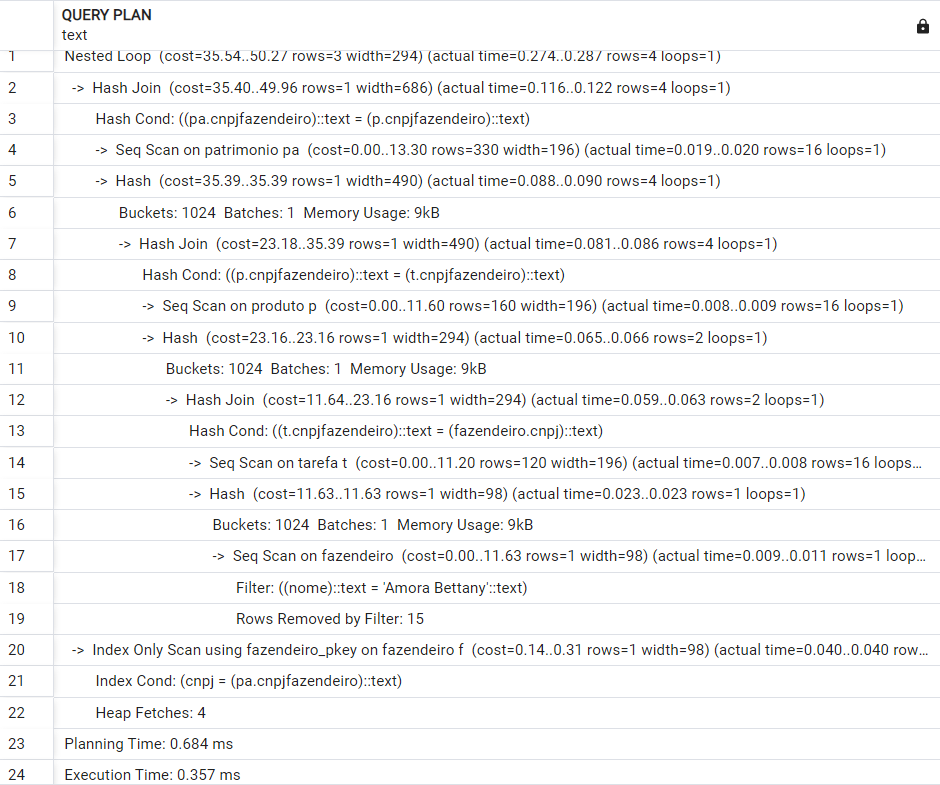 QUERY PLAN
text
1 Nested Loop (cost=35.54..50.27 rows=3 width=294) (actual time=0.274..0.287 rows=4 loops=1)
2 -> Hash Join (cost=35.40..49.96 rows=1 width=686) (actual time=0.116..0.122 rows=4 loops=1)
3 Hash Cond: ((pa.cnpjfazendeiro)::text = (p.cnpjfazendeiro)::text)
4 -> Seq Scan on patrimonio pa (cost=0.00..13.30 rows=330 width=196) (actual time=0.019..0.020 rows=16 loops=1)
5 -> Hash (cost=35.39..35.39 rows=1 width=490) (actual time=0.088..0.090 rows=4 loops=1)
6 Buckets: 1024 Batches: 1 Memory Usage: 9kB
7 -> Hash Join (cost=23.18..35.39 rows=1 width=490) (actual time=0.081..0.086 rows=4 loops=1)
8 Hash Cond: ((p.cnpjfazendeiro)::text = (t.cnpjfazendeiro)::text)
9 -> Seq Scan on produto p (cost=0.00..11.60 rows=160 width=196) (actual time=0.008..0.009 rows=16 loops=1)
10 -> Hash (cost=23.16..23.16 rows=1 width=294) (actual time=0.065..0.066 rows=2 loops=1)
11 Buckets: 1024 Batches: 1 Memory Usage: 9kB
12 -> Hash Join (cost=11.64..23.16 rows=1 width=294) (actual time=0.059..0.063 rows=2 loops=1)
13 Hash Cond: ((t.cnpjfazendeiro)::text = (fazendeiro.cnpj)::text)
14 -> Seq Scan on tarefa t (cost=0.00..11.20 rows=120 width=196) (actual time=0.007..0.008 rows=16 loops...
15 -> Hash (cost=11.63..11.63 rows=1 width=98) (actual time=0.023..0.023 rows=1 loops=1)
16 Buckets: 1024 Batches: 1 Memory Usage: 9kB
17 -> Seq Scan on fazendeiro (cost=0.00..11.63 rows=1 width=98) (actual time=0.009..0.011 rows=1 loop...
18 Filter: ((nome)::text = 'Amora Bettany'::text)
19 Rows Removed by Filter: 15
20 -> Index Only Scan using fazendeiro_pkey on fazendeiro f (cost=0.14..0.31 rows=1 width=98) (actual time=0.040..0.040 row...
21 Index Cond: (cnpj = (pa.cnpjfazendeiro)::text)
22 Heap Fetches: 4
23 Planning Time: 0.684 ms
24 Execution Time: 0.357 ms